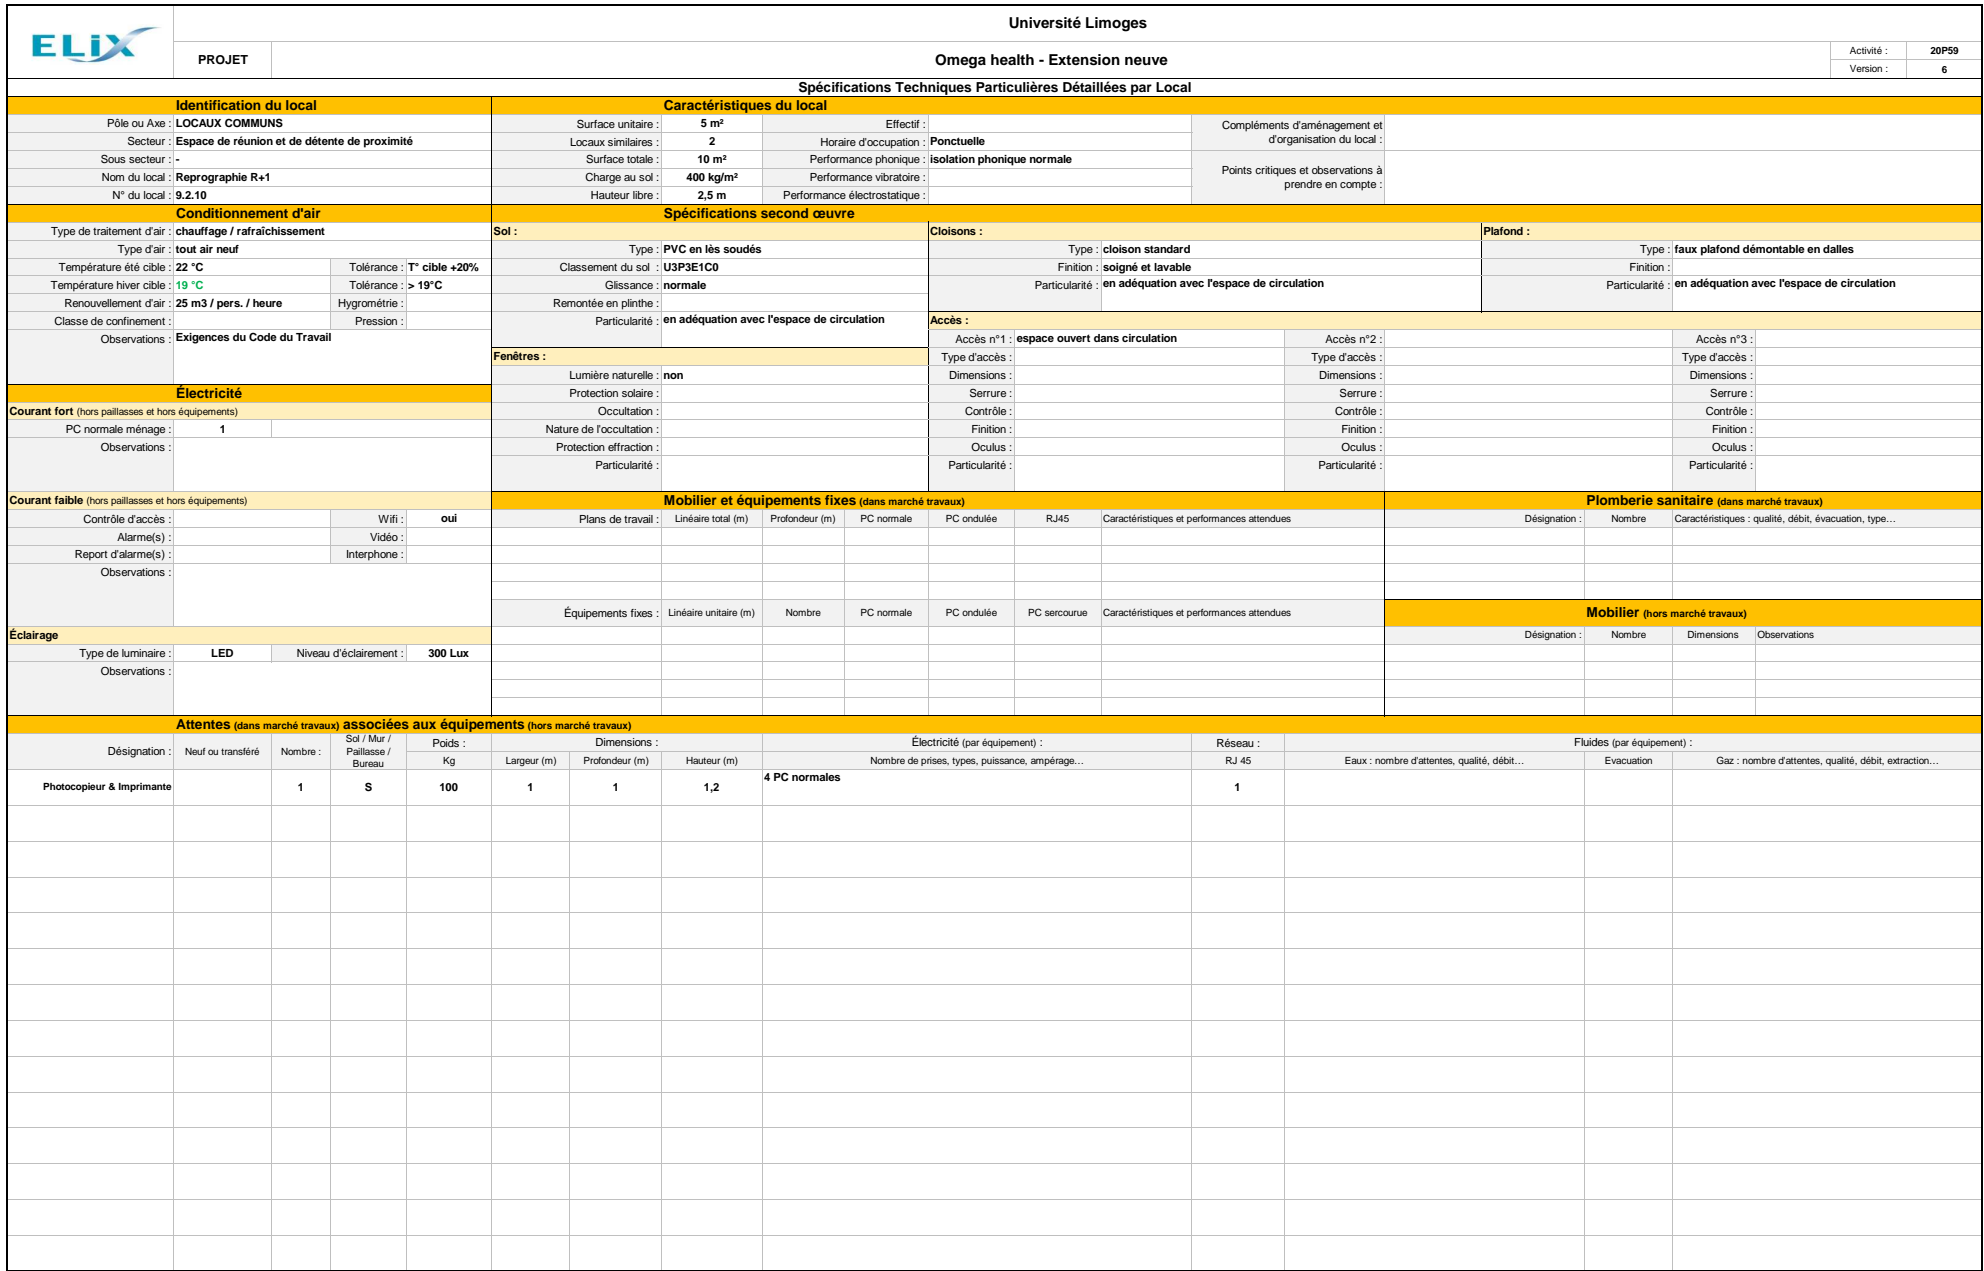 ELiX
Université Limoges
PROJET
Omega health - Extension neuve
Activité : 20P59
Version : 6
Spécifications Techniques Particulières Détaillées par Local
Identification du local
Pôle ou Axe : LOCAUX COMMUNS
Secteur : Espace de réunion et de détente de proximité
Sous secteur : -
Nom du local : Reprographie R+1
N° du local : 9.2.10
Caractéristiques du local
Surface unitaire : 5 m² Effectif :
Locaux similaires : 2 Horaire d'occupation : Ponctuelle
Surface totale : 10 m² Performance phonique : isolation phonique normale
Charge au sol : 400 kg/m² Performance vibratoire :
Hauteur libre : 2,5 m Performance électrostatique :
Compléments d'aménagement et
d'organisation du local :
Points critiques et observations à
prendre en compte :
Conditionnement d'air
Type de traitement d'air : chauffage / rafraîchissement
Type d'air : tout air neuf
Température été cible : 22 °C Tolérance : T° cible +20%
Température hiver cible : 19 °C Tolérance : > 19°C
Renouvellement d'air : 25 m3 / pers. / heure Hygrométrie :
Classe de confinement : Pression :
Observations : Exigences du Code du Travail
Spécifications second œuvre
Sol :
Type : PVC en lès soudés
Classement du sol : U3P3E1C0
Glissance : normale
Remontée en plinthe :
Particularité : en adéquation avec l'espace de circulation
Cloisons :
Type : cloison standard
Finition : soigné et lavable
Particularité : en adéquation avec l'espace de circulation
Plafond :
Type : faux plafond démontable en dalles
Finition :
Particularité : en adéquation avec l'espace de circulation
Fenêtres :
Lumière naturelle : non
Protection solaire :
Occultation :
Nature de l'occultation :
Protection effraction :
Particularité :
Accès :
Accès n°1 : espace ouvert dans circulation Accès n°2 : Accès n°3 :
Type d'accès : Type d'accès : Type d'accès :
Dimensions : Dimensions : Dimensions :
Serrure : Serrure : Serrure :
Contrôle : Contrôle : Contrôle :
Finition : Finition : Finition :
Oculus : Oculus : Oculus :
Particularité : Particularité : Particularité :
Électricité
Courant fort (hors paillasses et hors équipements)
PC normale ménage : 1
Observations :
Courant faible (hors paillasses et hors équipements)
Contrôle d'accès : Wifi : oui
Alarme(s) : Vidéo :
Report d'alarme(s) : Interphone :
Observations :
Éclairage
Type de luminaire : LED Niveau d'éclairement : 300 Lux
Observations :
Mobilier et équipements fixes (dans marché travaux)
Plans de travail : Linéaire total (m) Profondeur (m) PC normale PC ondulée RJ45 Caractéristiques et performances attendues
Équipements fixes : Linéaire unitaire (m) Nombre PC normale PC ondulée PC sercourue Caractéristiques et performances attendues
Plomberie sanitaire (dans marché travaux)
Désignation : Nombre Caractéristiques : qualité, débit, évacuation, type…
Mobilier (hors marché travaux)
Désignation : Nombre Dimensions Observations
Attentes (dans marché travaux) associées aux équipements (hors marché travaux)
Désignation : Neuf ou transféré Nombre : Sol / Mur /
Paillasse /
Bureau
Poids : Dimensions : Électricité (par équipement) : Réseau : Fluides (par équipement) :
Kg Largeur (m) Profondeur (m) Hauteur (m) Nombre de prises, types, puissance, ampérage… RJ 45 Eaux : nombre d'attentes, qualité, débit… Evacuation Gaz : nombre d'attentes, qualité, débit, extraction…
Photocopieur & Imprimante 1 S 100 1 1 1,2 4 PC normales 1